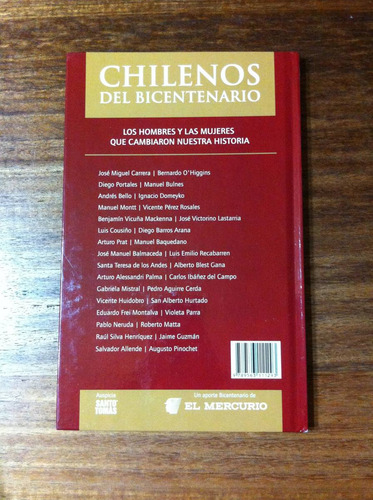 CHILENOS
DEL BICENTENARIO
LOS HOMBRES Y LAS MUJERES
QUE CAMBIARON NUESTRA HISTORIA
José Miguel Carrera | Bernardo O'Higgins
Diego Portales | Manuel Bulnes
Andrés Bello | Ignacio Domeyko
Manuel Montt | Vicente Pérez Rosales
Benjamín Vicuña Mackenna | José Victorino Lastarria
Luis Cousiño | Diego Barros Arana
Arturo Prat | Manuel Baquedano
José Manuel Balmaceda | Luis Emilio Recabarren
Santa Teresa de los Andes | Alberto Blest Gana
Arturo Alessandri Palma | Carlos Ibáñez del Campo
Gabriela Mistral | Pedro Aguirre Cerda
Vicente Huidobro | San Alberto Hurtado
Eduardo Frei Montalva | Violeta Parra
Pablo Neruda | Roberto Matta
Raúl Silva Henríquez | Jaime Guzmán
Salvador Allende | Augusto Pinochet
Auspicia
SANTO TOMÁS
Un aporte Bicentenario de
EL MERCURIO